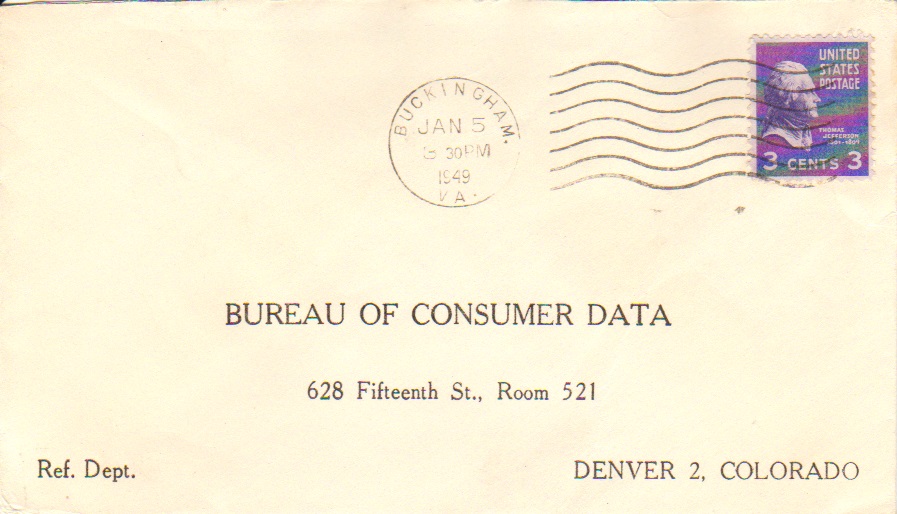 BUCKINGHAM.
JAN 5
30PM
1949
VA.
UNITED
STATES
POSTAGE
THOMAS
JEFFERSON
3 CENTS 3
BUREAU OF CONSUMER DATA
628 Fifteenth St., Room 521
Ref. Dept.
DENVER 2, COLORADO